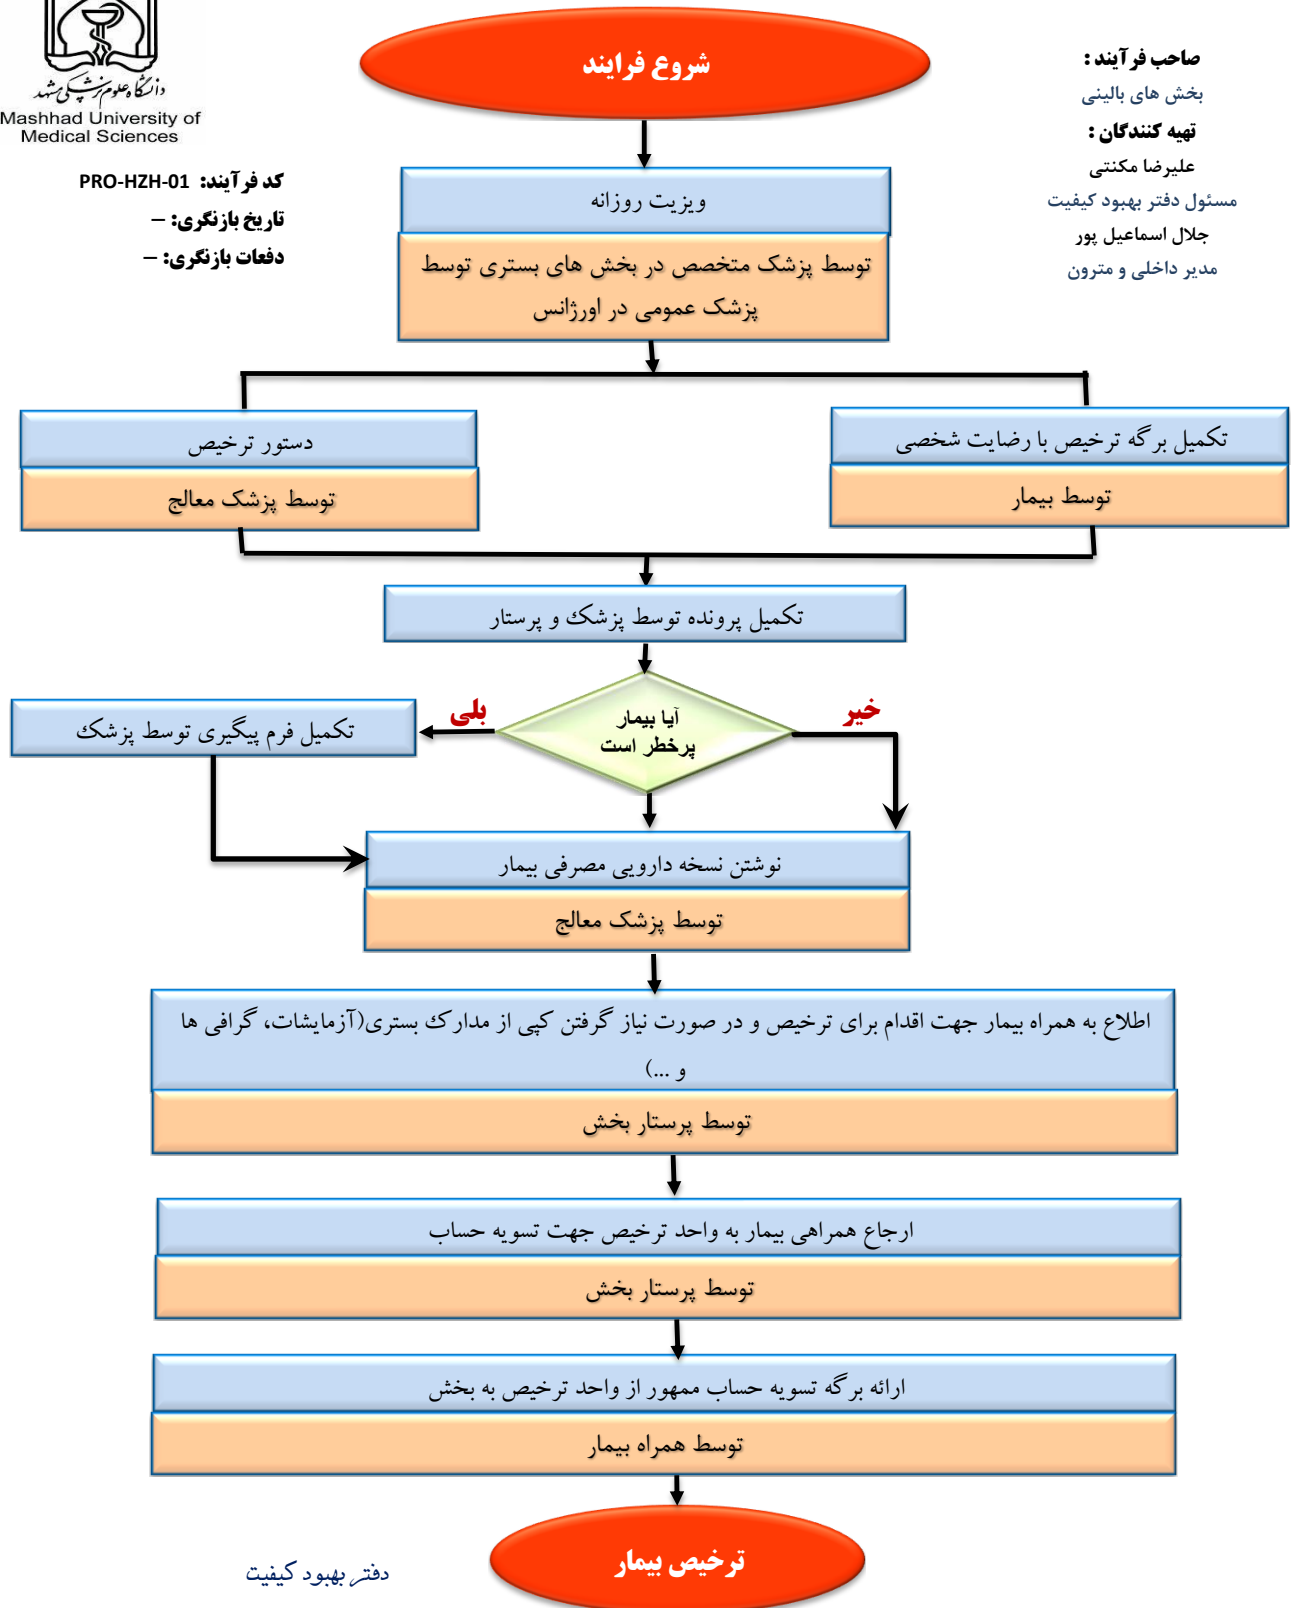 دانشگاه علوم پزشکی مشهد
Mashhad University of
Medical Sciences
کد فرآیند: PRO-HZH-01
تاریخ بازنگری: –
دفعات بازنگری: –
صاحب فرآیند :
بخش های بالینی
تهیه کنندگان :
علیرضا مکنتی
مسئول دفتر بهبود کیفیت
جلال اسماعیل پور
مدیر داخلی و مترون
شروع فرایند
ویزیت روزانه
توسط پزشک متخصص در بخش های بستری توسط
پزشک عمومی در اورژانس
تکمیل برگه ترخیص با رضایت شخصی
توسط بیمار
دستور ترخیص
توسط پزشک معالج
تکمیل پرونده توسط پزشک و پرستار
آیا بیمار
پرخطر است
خیر
بلی
تکمیل فرم پیگیری توسط پزشک
نوشتن نسخه دارویی مصرفی بیمار
توسط پزشک معالج
اطلاع به همراه بیمار جهت اقدام برای ترخیص و در صورت نیاز گرفتن کپی از مدارک بستری(آزمایشات، گرافی ها
و ...)
توسط پرستار بخش
ارجاع همراهی بیمار به واحد ترخیص جهت تسویه حساب
توسط پرستار بخش
ارائه برگه تسویه حساب ممهور از واحد ترخیص به بخش
توسط همراه بیمار
ترخیص بیمار
دفتر بهبود کیفیت